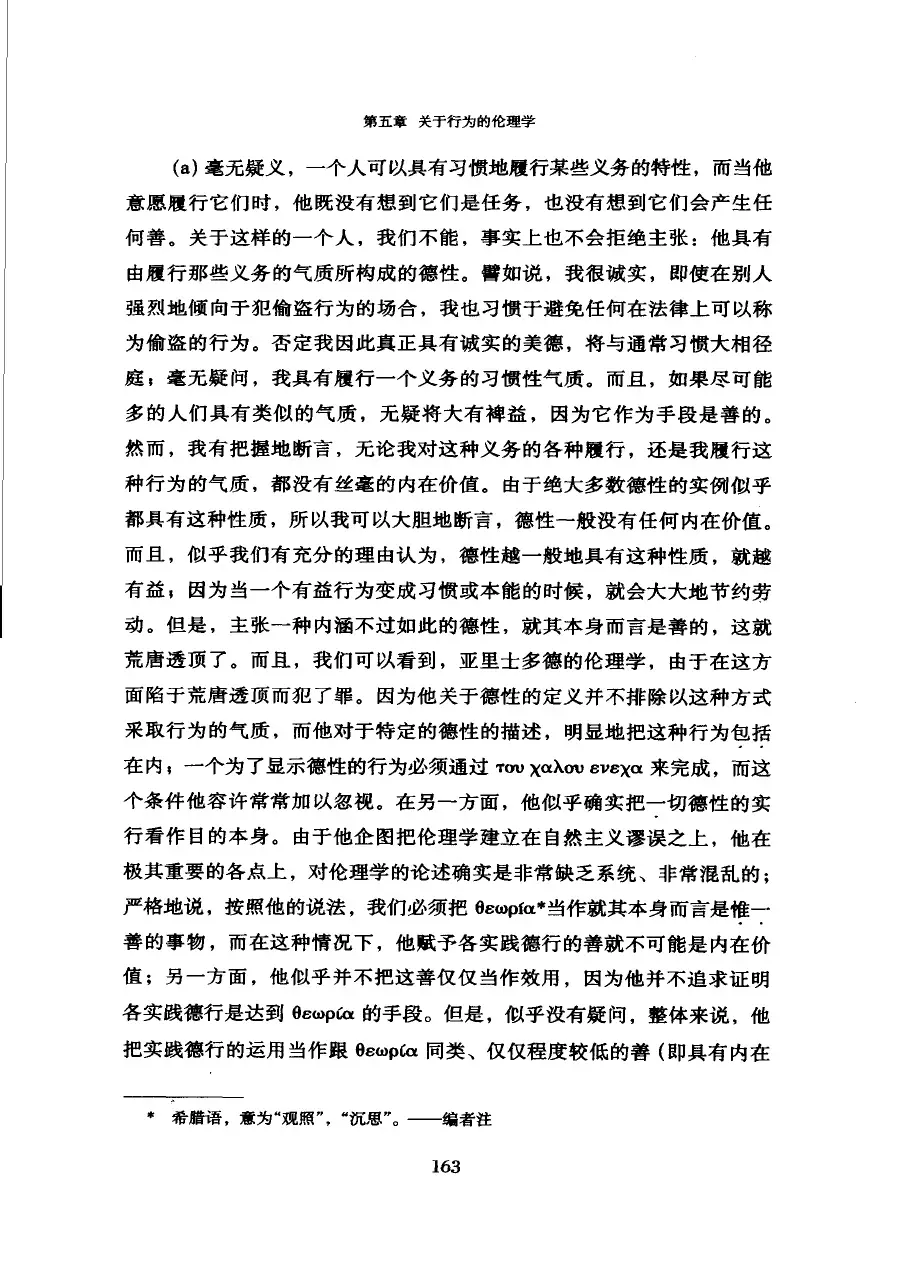 第五章 关于行为的伦理学
(a) 毫无疑义，一个人可以具有习惯地履行某些义务的特性，而当他
意愿履行它们时，他既没有想到它们是任务，也没有想到它们会产生任
何善。关于这样的一个人，我们不能，事实上也不会拒绝主张：他具有
由履行那些义务的气质所构成的德性。譬如说，我很诚实，即使在别人
强烈地倾向于犯偷盗行为的场合，我也习惯于避免任何在法律上可以称
为偷盗的行为。否定我因此真正具有诚实的美德，将与通常习惯大相径
庭；毫无疑问，我具有履行一个义务的习惯性气质。而且，如果尽可能
多的人们具有类似的气质，无疑将大有裨益，因为它作为手段是善的。
然而，我有把握地断言，无论我对这种义务的各种履行，还是我履行这
种行为的气质，都没有丝毫的内在价值。由于绝大多数德性的实例似乎
都具有这种性质，所以我可以大胆地断言，德性一般没有任何内在价值。
而且，似乎我们有充分的理由认为，德性越一般地具有这种性质，就越
有益；因为当一个有益行为变成习惯或本能的时候，就会大大地节约劳
动。但是，主张一种内涵不过如此的德性，就其本身而言是善的，这就
荒唐透顶了。而且，我们可以看到，亚里士多德的伦理学，由于在这方
面陷于荒唐透顶而犯了罪。因为他关于德性的定义并不排除以这种方式
采取行为的气质，而他对于特定的德性的描述，明显地把这种行为包括
在内；一个为了显示德性的行为必须通过 του χαλου ενεχα 来完成，而这
个条件他容许常常加以忽视。在另一方面，他似乎确实把一切德性的实
行看作目的本身。由于他企图把伦理学建立在自然主义谬误之上，他在
极其重要的各点上，对伦理学的论述确实是非常缺乏系统、非常混乱的；
严格地说，按照他的说法，我们必须把 θεωρία*当作就其本身而言是惟一
善的事物，而在这种情况下，他赋予各实践德行的善就不可能是内在价
值；另一方面，他似乎并不把这善仅仅当作效用，因为他并不追求证明
各实践德行是达到 θεωρία 的手段。但是，似乎没有疑问，整体来说，他
把实践德行的运用当作跟 θεωρία 同类、仅仅程度较低的善（即具有内在
* 希腊语，意为“观照”，“沉思”。——编者注
163